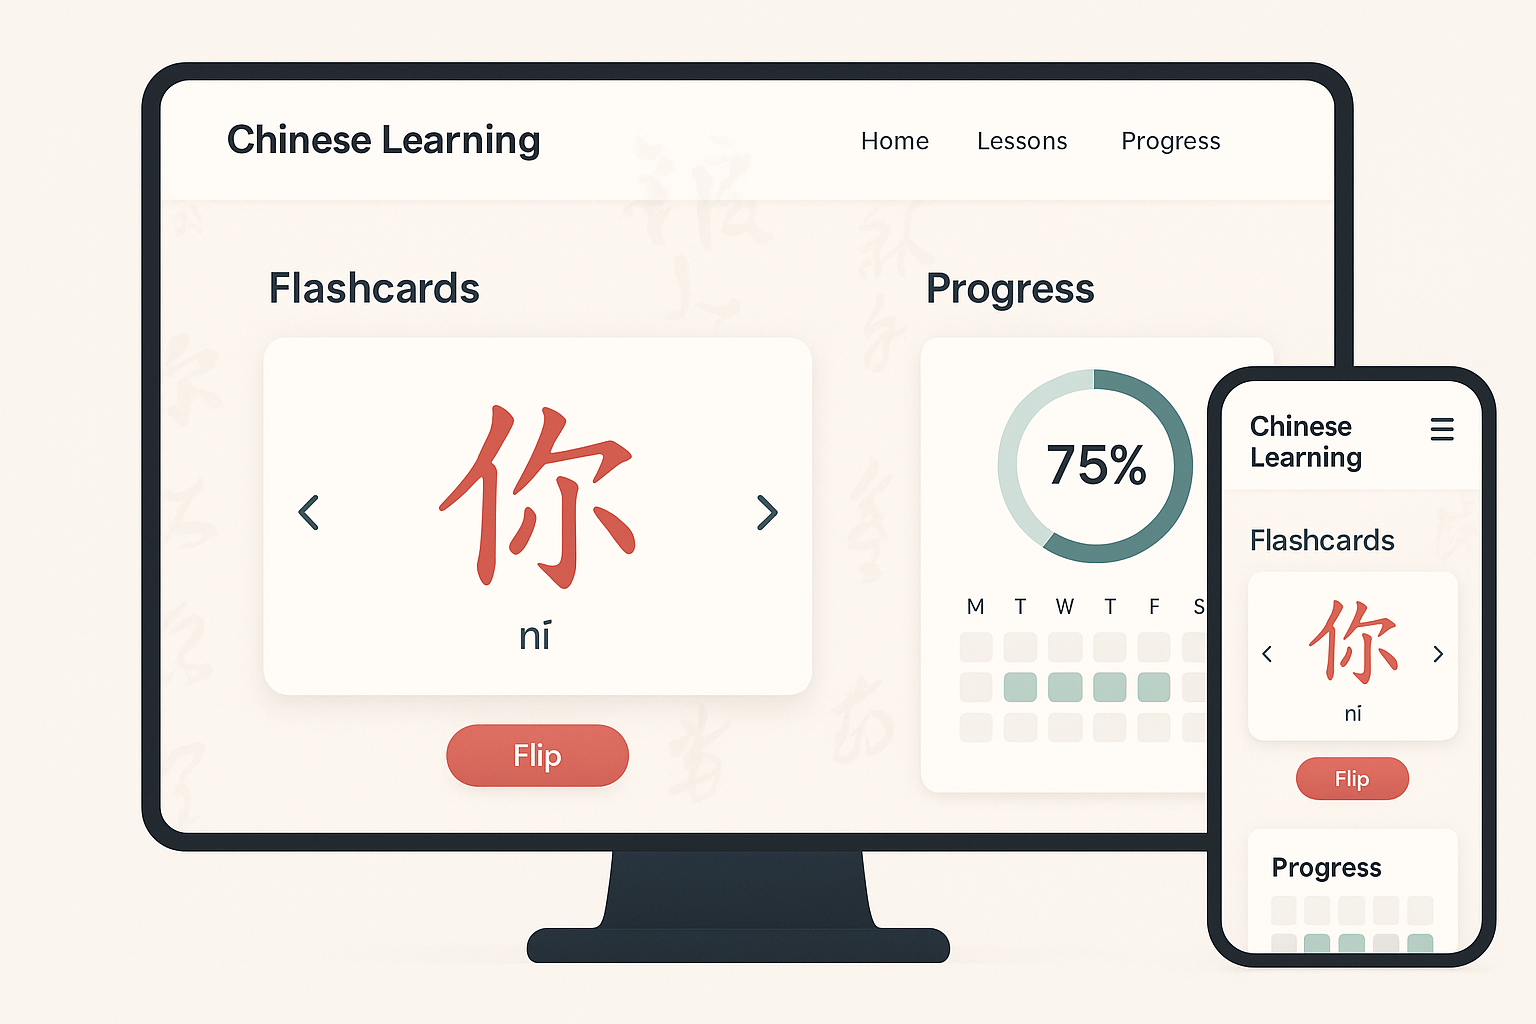 Chinese Learning
Home Lessons Progress
Flashcards
你
ní
Flip
Progress
75%
M T W T F S
Chinese
Learning
Flashcards
你
ní
Flip
Progress